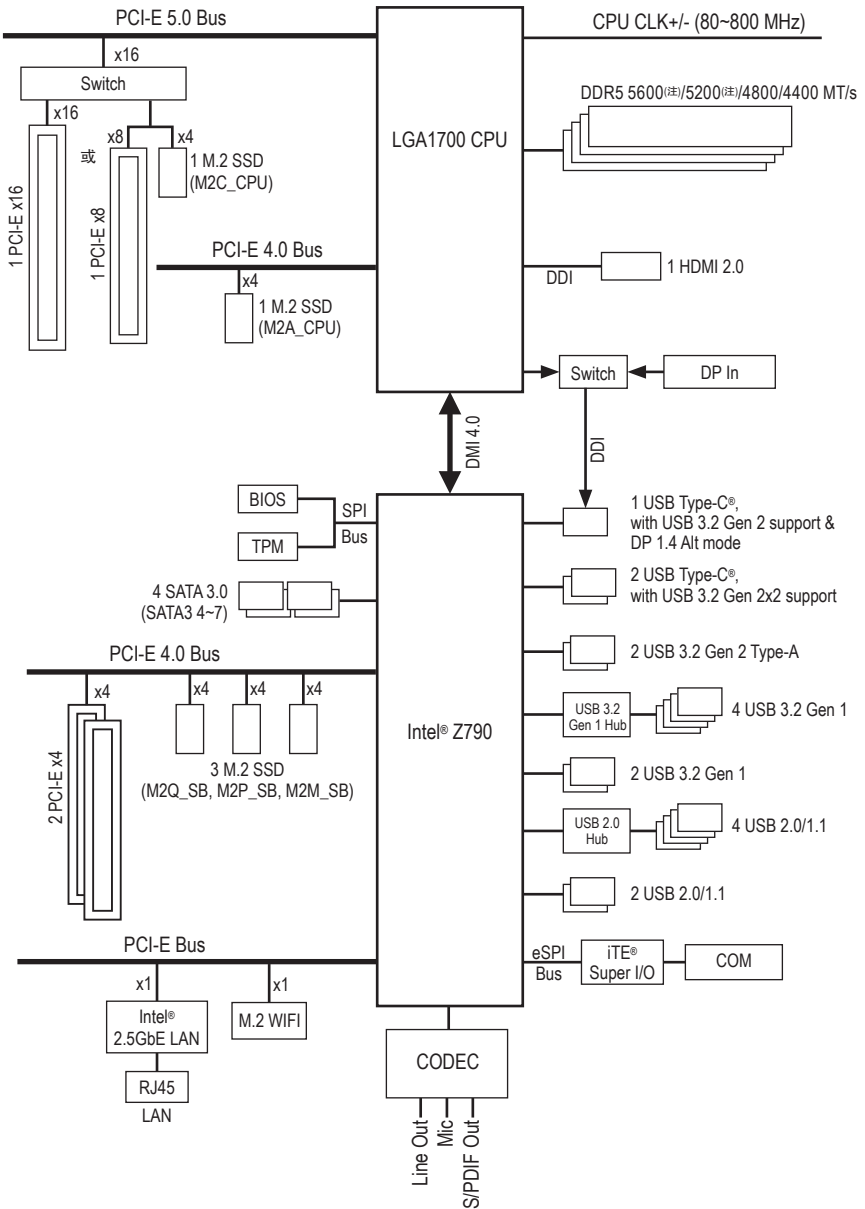 PCI-E 5.0 Bus
CPU CLK+/- (80~800 MHz)
x16
Switch
x16
x8
x4
或
1 PCI-E x16
1 PCI-E x8
1 M.2 SSD
(M2C_CPU)
LGA1700 CPU
DDR5 5600(注)/5200(注)/4800/4400 MT/s
PCI-E 4.0 Bus
x4
1 M.2 SSD
(M2A_CPU)
DDI
1 HDMI 2.0
Switch
DP In
DDI
DMI 4.0
BIOS
TPM
SPI
Bus
4 SATA 3.0
(SATA3 4~7)
1 USB Type-C®,
with USB 3.2 Gen 2 support &
DP 1.4 Alt mode
2 USB Type-C®,
with USB 3.2 Gen 2x2 support
PCI-E 4.0 Bus
x4
x4
x4
x4
2 PCI-E x4
3 M.2 SSD
(M2Q_SB, M2P_SB, M2M_SB)
Intel® Z790
2 USB 3.2 Gen 2 Type-A
USB 3.2
Gen 1 Hub
4 USB 3.2 Gen 1
2 USB 3.2 Gen 1
USB 2.0
Hub
4 USB 2.0/1.1
2 USB 2.0/1.1
PCI-E Bus
x1
x1
Intel®
2.5GbE LAN
M.2 WIFI
RJ45
LAN
eSPI
Bus
iTE®
Super I/O
COM
CODEC
Line Out
Mic
S/PDIF Out